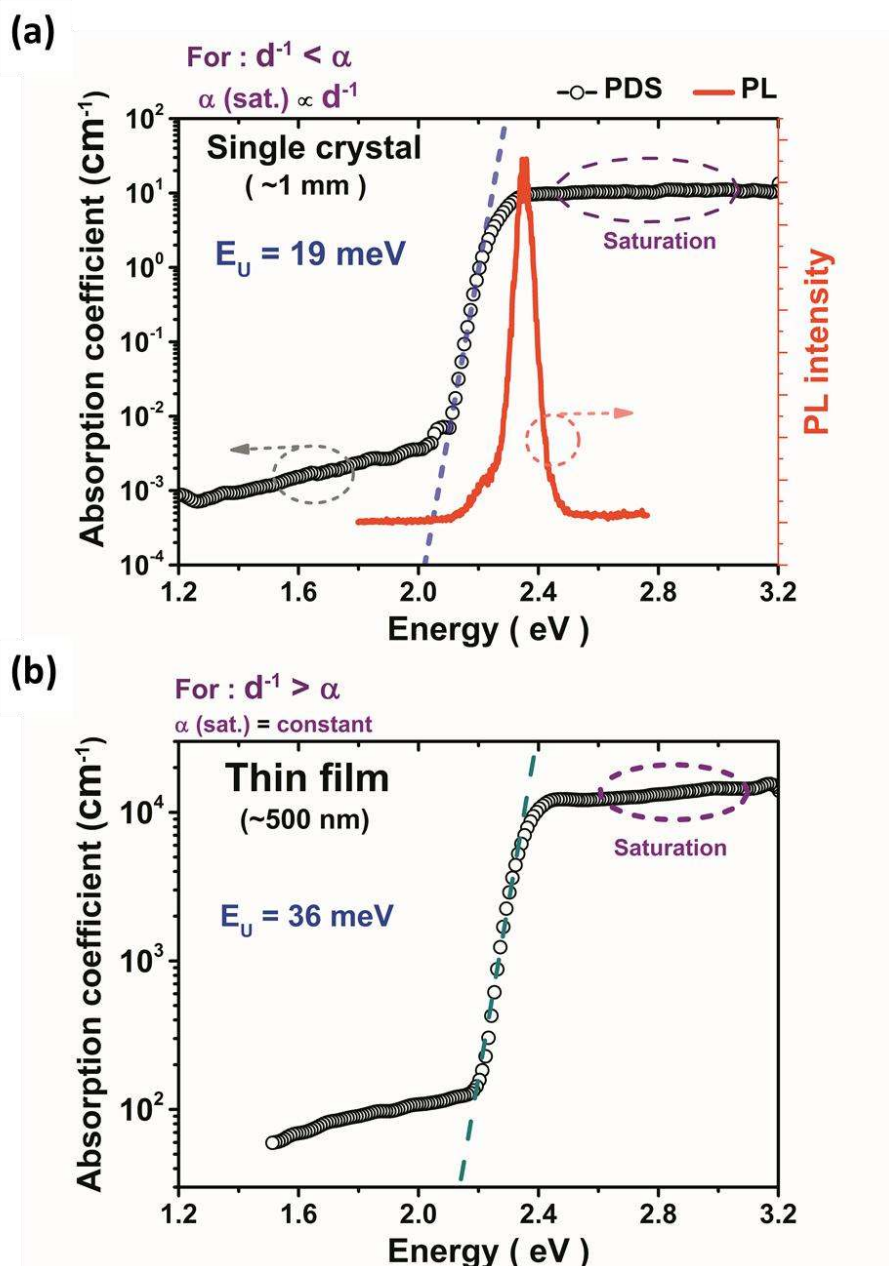 (a)
For : d⁻¹ < α
α (sat.) ∝ d⁻¹
PDS PL
Single crystal
( ~1 mm )
E_U = 19 meV
Saturation
Absorption coefficient (cm⁻¹)
10²
10¹
10⁰
10⁻¹
10⁻²
10⁻³
10⁻⁴
PL intensity
1.2 1.6 2.0 2.4 2.8 3.2
Energy ( eV )
(b)
For : d⁻¹ > α
α (sat.) = constant
Thin film
(~500 nm)
E_U = 36 meV
Saturation
Absorption coefficient (cm⁻¹)
10⁴
10³
10²
1.2 1.6 2.0 2.4 2.8 3.2
Energy ( eV )